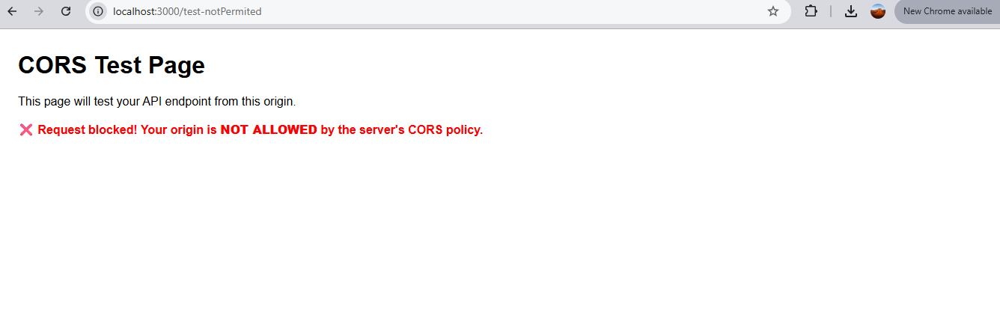 localhost:3000/test-notPermited
New Chrome available
CORS Test Page
This page will test your API endpoint from this origin.
❌ Request blocked! Your origin is NOT ALLOWED by the server's CORS policy.